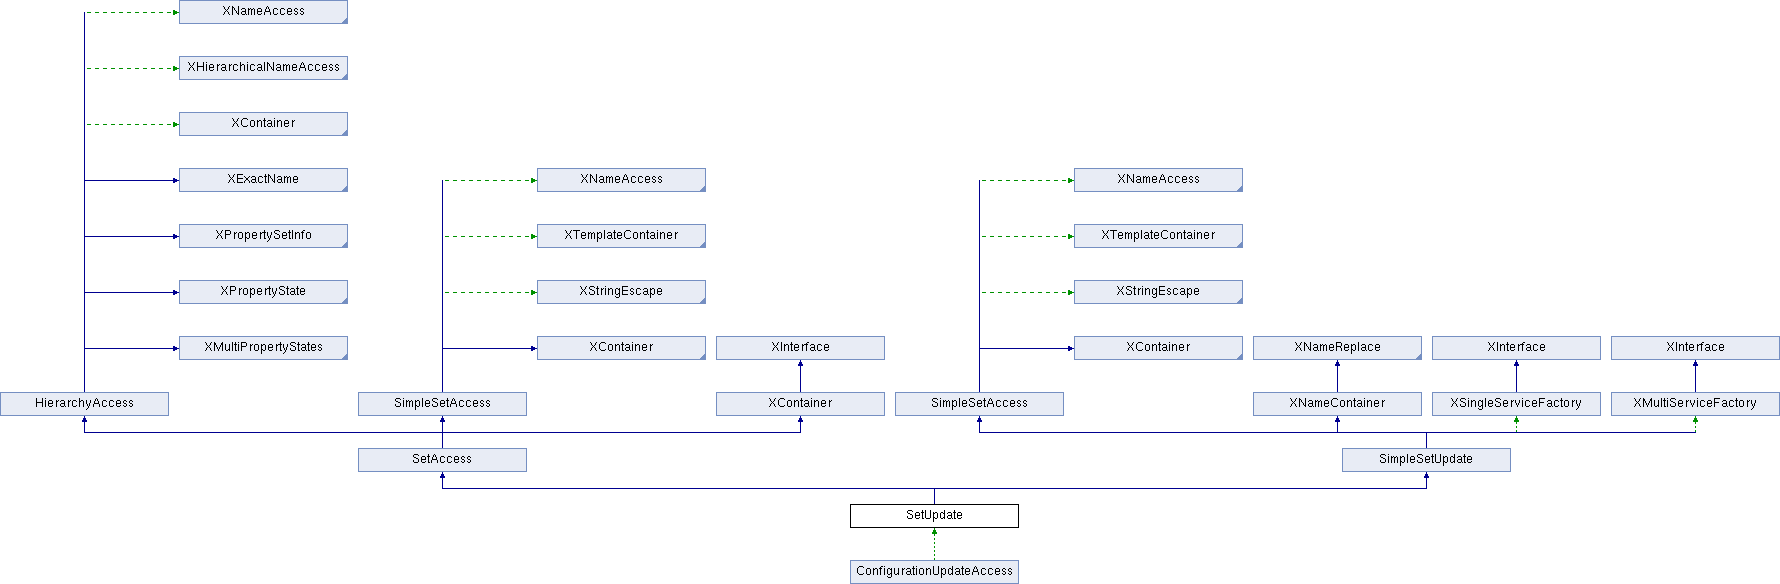 XNameAccess
XHierarchicalNameAccess
XContainer
XExactName
XNameAccess
XNameAccess
XPropertySetInfo
XTemplateContainer
XTemplateContainer
XPropertyState
XStringEscape
XStringEscape
XMultiPropertyStates
XContainer
XInterface
XContainer
XNameReplace
XInterface
XInterface
HierarchyAccess
SimpleSetAccess
XContainer
SimpleSetAccess
XNameContainer
XSingleServiceFactory
XMultiServiceFactory
SetAccess
SimpleSetUpdate
SetUpdate
ConfigurationUpdateAccess